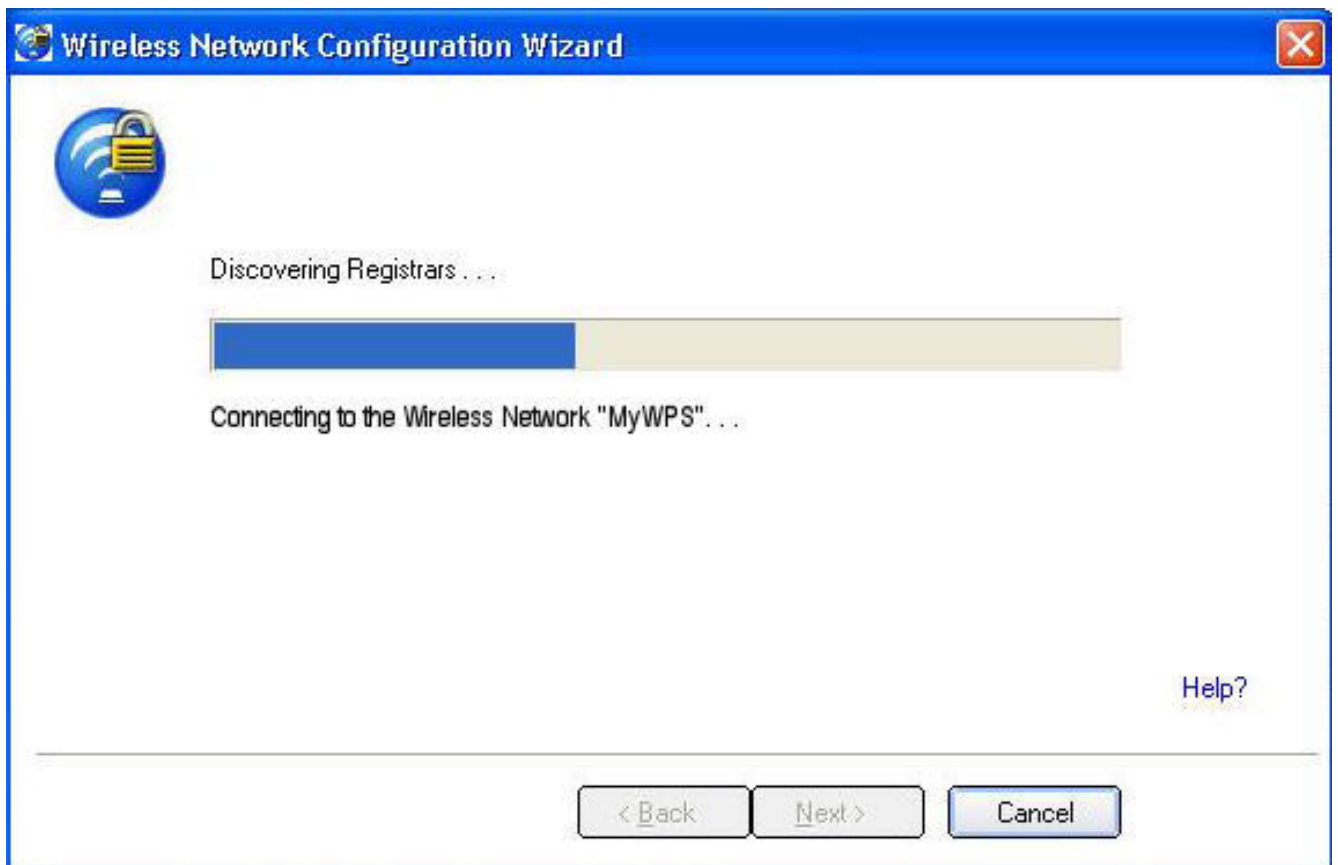 Wireless Network Configuration Wizard
Discovering Registrars . . .
Connecting to the Wireless Network "MyWPS". . .
Help?
< Back
Next >
Cancel